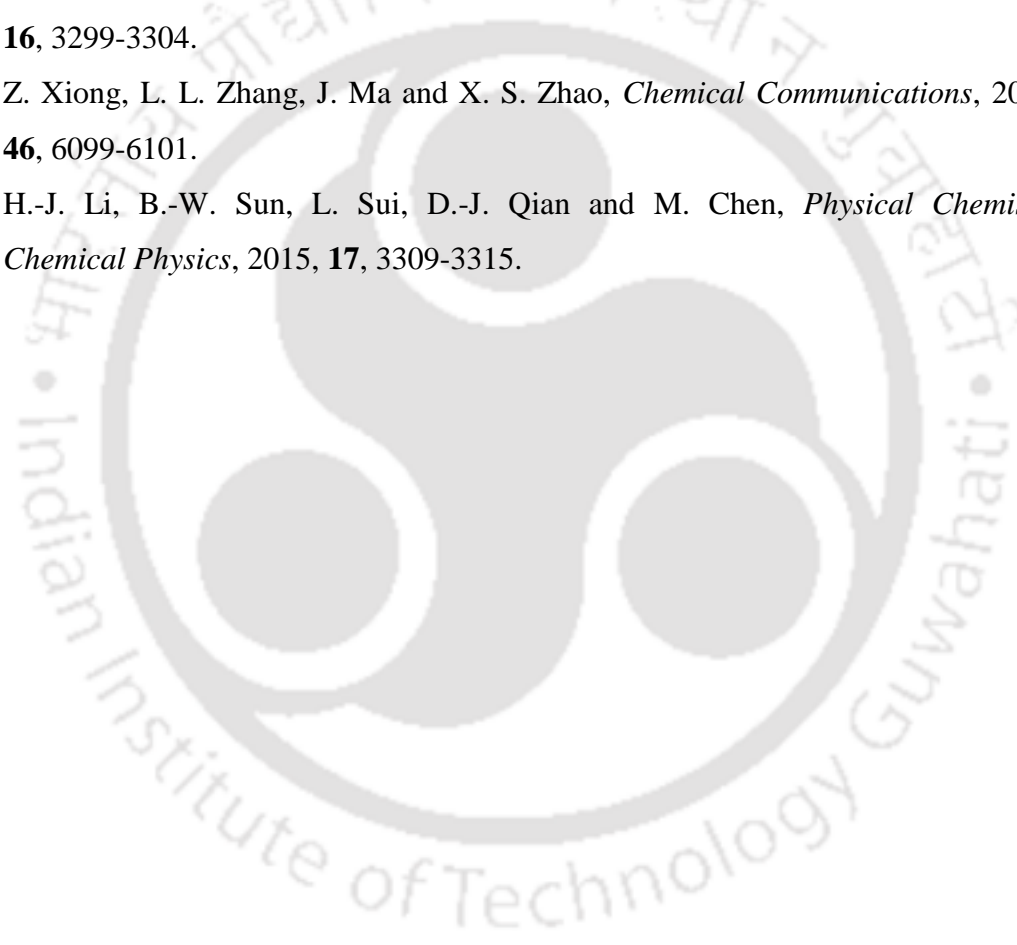 16, 3299-3304.
Z. Xiong, L. L. Zhang, J. Ma and X. S. Zhao, Chemical Communications, 20
46, 6099-6101.
H.-J. Li, B.-W. Sun, L. Sui, D.-J. Qian and M. Chen, Physical Chemis
Chemical Physics, 2015, 17, 3309-3315.
Indian Institute of Technology Guwahati